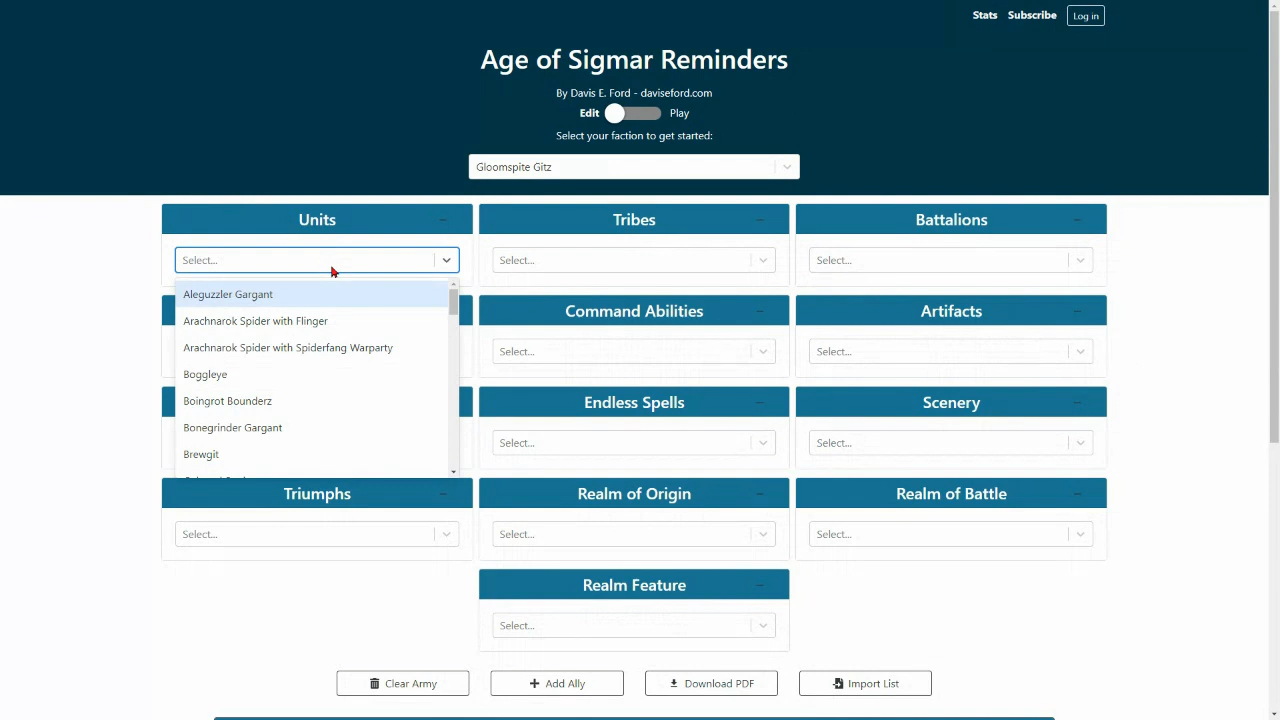 Stats Subscribe Log in
Age of Sigmar Reminders
By Davis E. Ford - daviseford.com
Edit Play
Select your faction to get started:
Gloomspite Gitz
Units Tribes Battalions
Select... Select... Select...
Aleguzzler Gargant
Arachnarok Spider with Flinger
Arachnarok Spider with Spiderfang Warparty
Boggleye
Boingrot Bounderz
Bonegrinder Gargant
Brewgit
Command Abilities Artifacts
Select... Select...
Endless Spells Scenery
Select... Select...
Triumphs Realm of Origin Realm of Battle
Select... Select... Select...
Realm Feature
Select...
Clear Army Add Ally Download PDF Import List